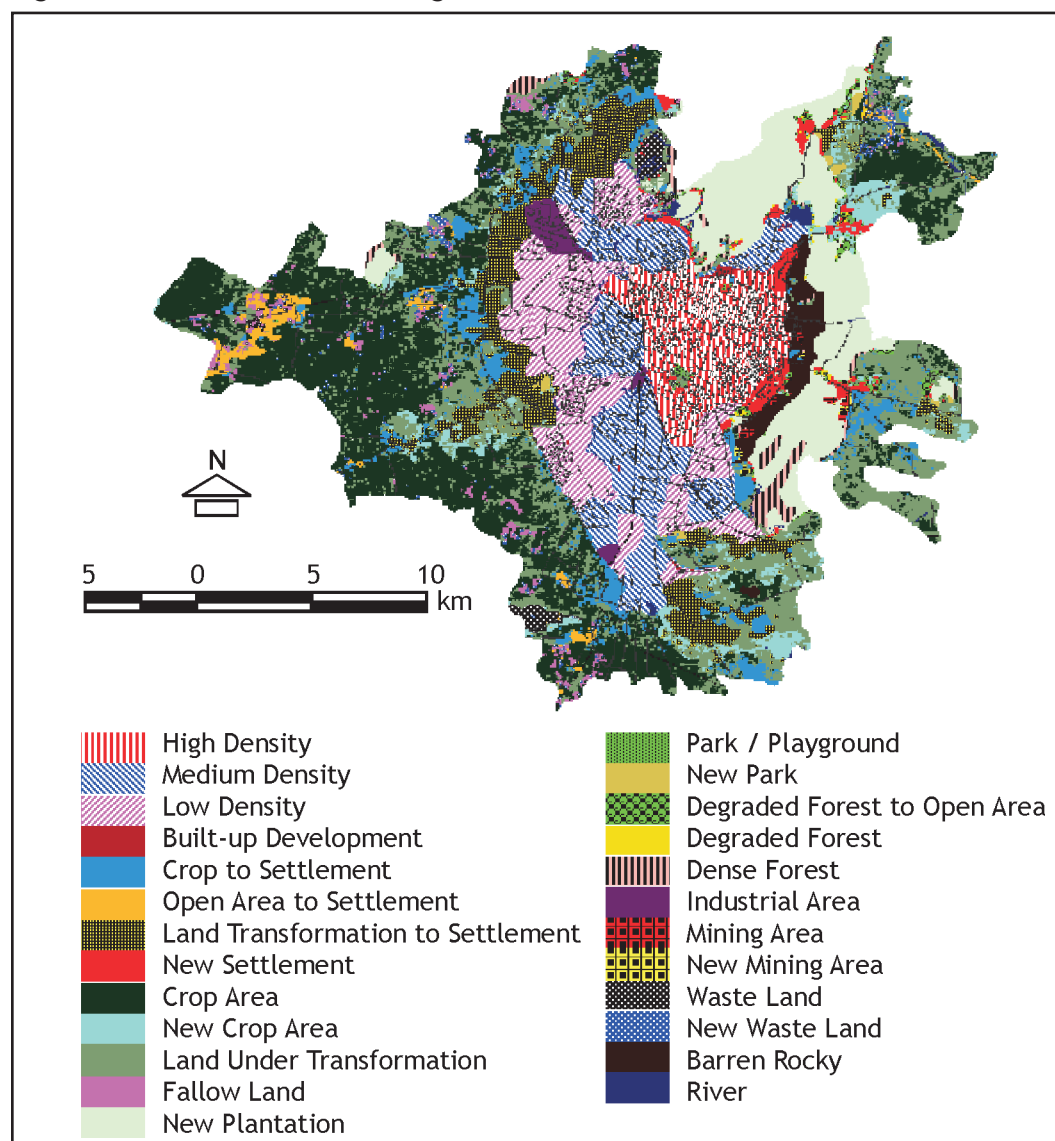 N
5 0 5 10
km
High Density
Medium Density
Low Density
Built-up Development
Crop to Settlement
Open Area to Settlement
Land Transformation to Settlement
New Settlement
Crop Area
New Crop Area
Land Under Transformation
Fallow Land
New Plantation
Park / Playground
New Park
Degraded Forest to Open Area
Degraded Forest
Dense Forest
Industrial Area
Mining Area
New Mining Area
Waste Land
New Waste Land
Barren Rocky
River